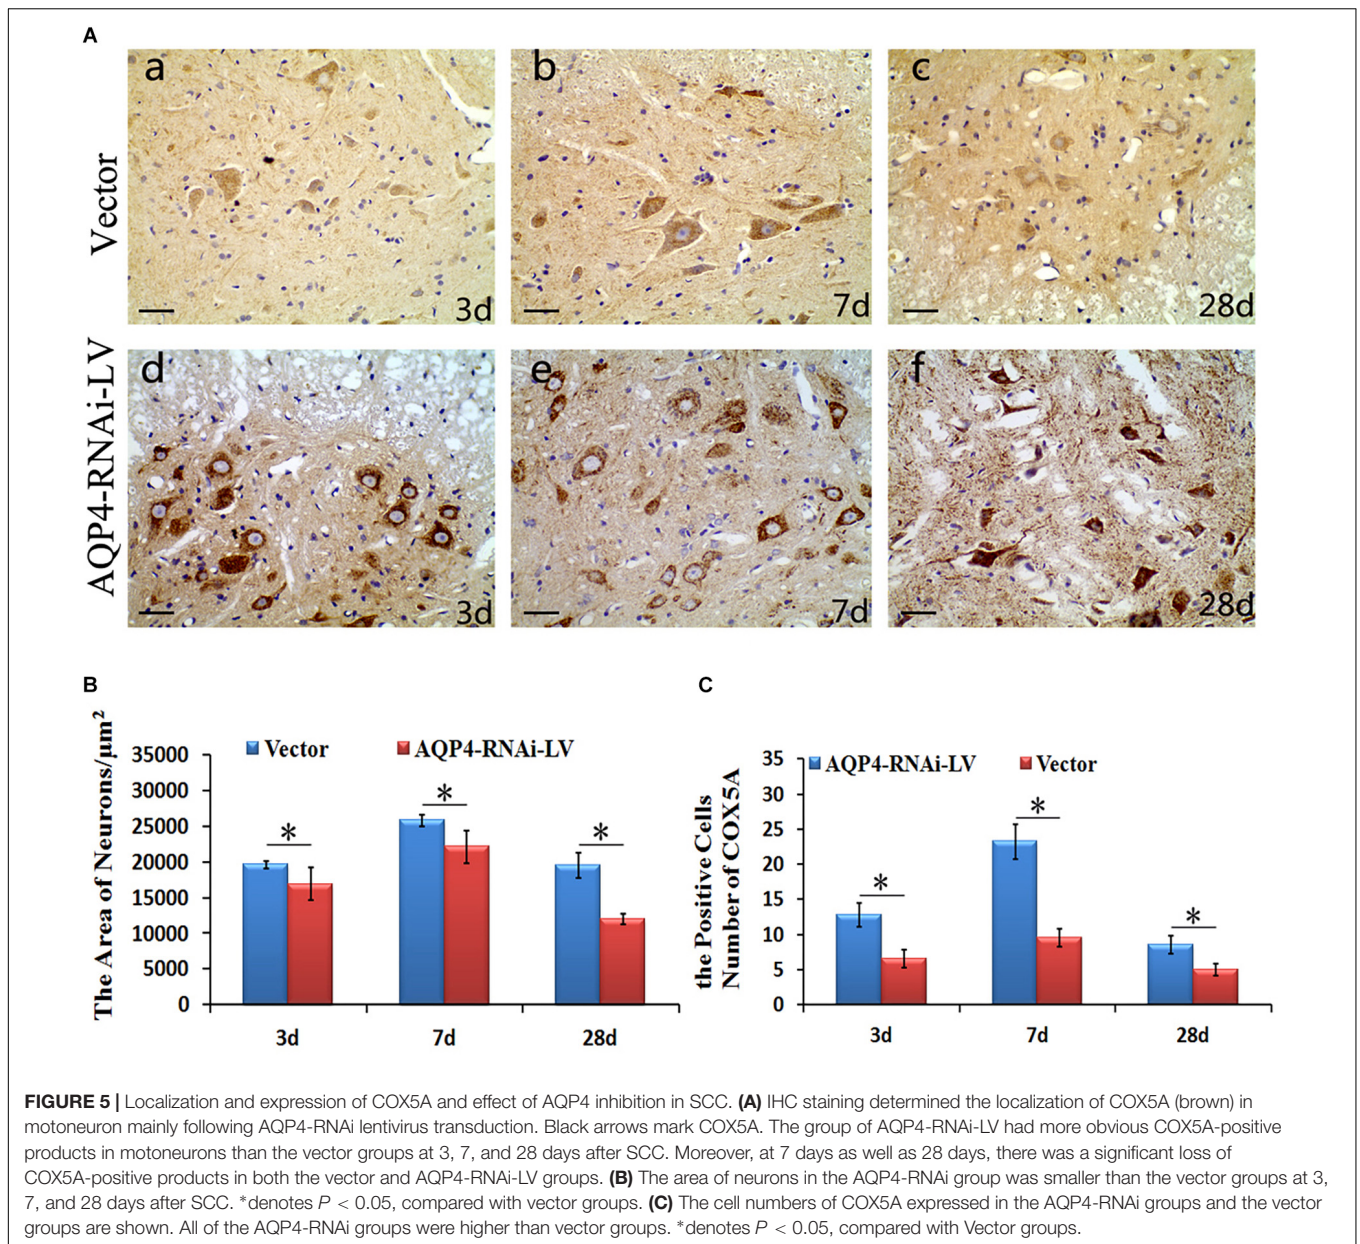 A
Vector
a
3d
b
7d
c
28d
AQP4-RNAi-LV
d
3d
e
7d
f
28d
B
The Area of Neurons/µm²
35000
30000
25000
20000
15000
10000
5000
0
Vector
AQP4-RNAi-LV
*
*
*
3d
7d
28d
C
the Positive Cells
Number of COX5A
35
30
25
20
15
10
5
0
AQP4-RNAi-LV
Vector
*
*
*
3d
7d
28d
FIGURE 5 | Localization and expression of COX5A and effect of AQP4 inhibition in SCC. (A) IHC staining determined the localization of COX5A (brown) in
motoneuron mainly following AQP4-RNAi lentivirus transduction. Black arrows mark COX5A. The group of AQP4-RNAi-LV had more obvious COX5A-positive
products in motoneurons than the vector groups at 3, 7, and 28 days after SCC. Moreover, at 7 days as well as 28 days, there was a significant loss of
COX5A-positive products in both the vector and AQP4-RNAi-LV groups. (B) The area of neurons in the AQP4-RNAi group was smaller than the vector groups at 3,
7, and 28 days after SCC. *denotes P < 0.05, compared with vector groups. (C) The cell numbers of COX5A expressed in the AQP4-RNAi groups and the vector
groups are shown. All of the AQP4-RNAi groups were higher than vector groups. *denotes P < 0.05, compared with Vector groups.